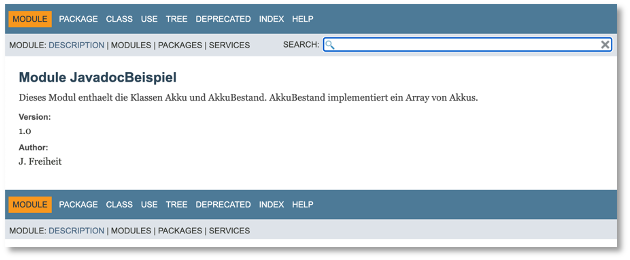 MODULE PACKAGE CLASS USE TREE DEPRECATED INDEX HELP
MODULE: DESCRIPTION | MODULES | PACKAGES | SERVICES SEARCH:
Module JavadocBeispiel
Dieses Modul enthaelt die Klassen Akku und AkkuBestand. AkkuBestand implementiert ein Array von Akkus.
Version:
1.0
Author:
J. Freiheit
MODULE PACKAGE CLASS USE TREE DEPRECATED INDEX HELP
MODULE: DESCRIPTION | MODULES | PACKAGES | SERVICES